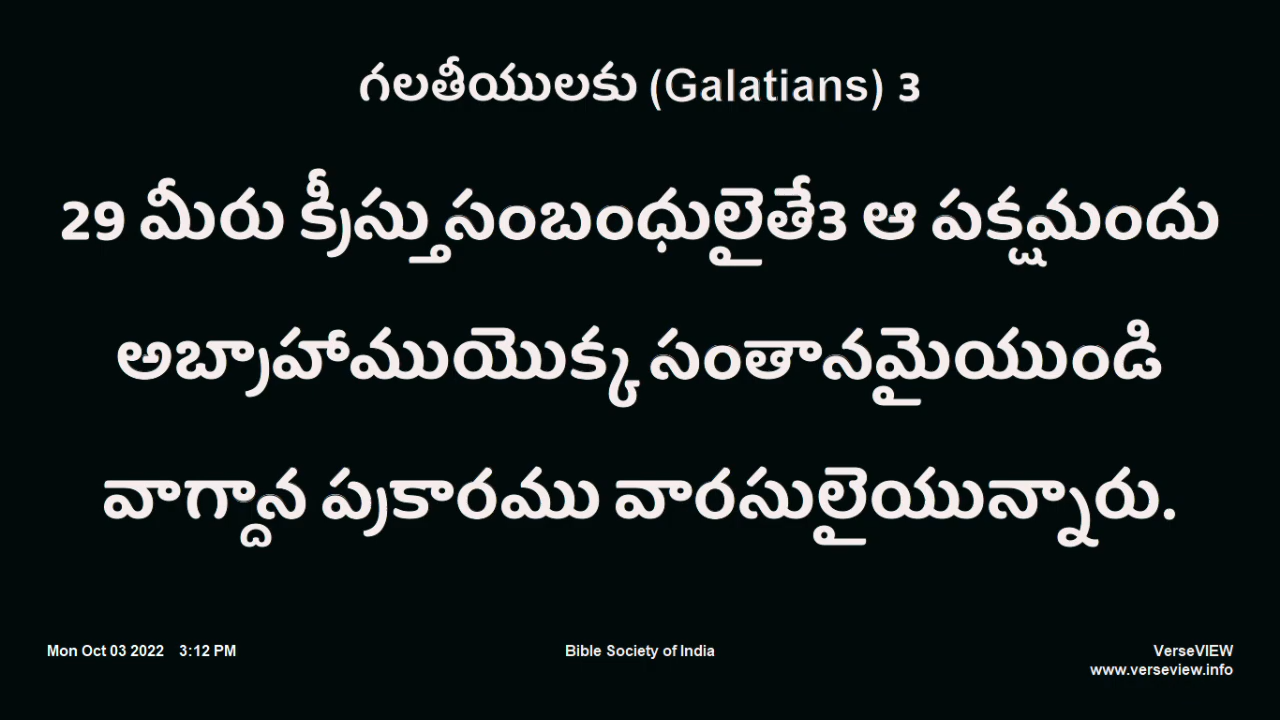 గలతీయులకు (Galatians) 3
29 మీరు క్రీస్తుసంబంధులైతే3 ఆ పక్షమందు
అబ్రాహాముయొక్క సంతానమైయుండి
వాగ్దాన ప్రకారము వారసులైయున్నారు.
Mon Oct 03 2022 3:12 PM
Bible Society of India
VerseVIEW
www.verseview.info